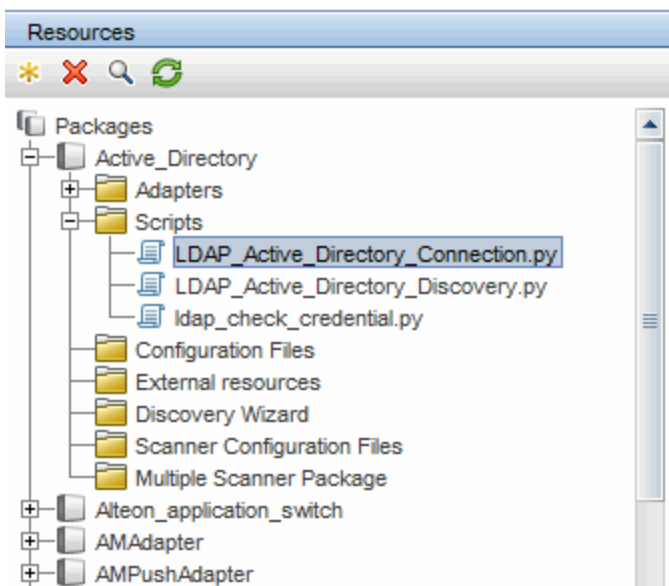 Resources
Packages
Active_Directory
Adapters
Scripts
LDAP_Active_Directory_Connection.py
LDAP_Active_Directory_Discovery.py
ldap_check_credential.py
Configuration Files
External resources
Discovery Wizard
Scanner Configuration Files
Multiple Scanner Package
Alteon_application_switch
AMAdapter
AMPushAdapter